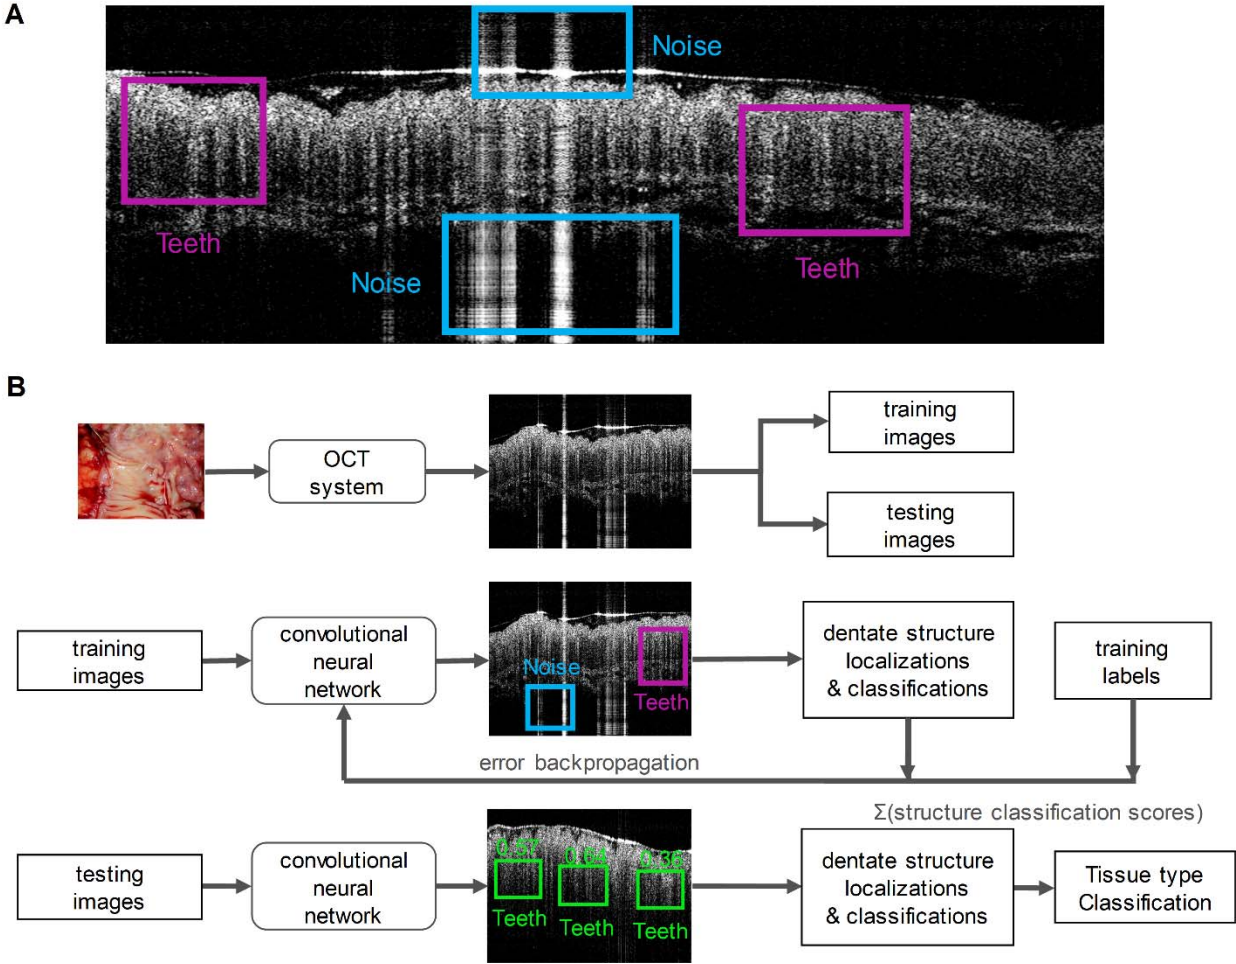 A
Noise
Teeth
Noise
Teeth
B
OCT
system
training
images
testing
images
training
images
convolutional
neural
network
Noise
Teeth
dentate structure
localizations
& classifications
training
labels
error backpropagation
Σ(structure classification scores)
testing
images
convolutional
neural
network
0.57 0.64 0.36
Teeth Teeth Teeth
dentate structure
localizations
& classifications
Tissue type
Classification